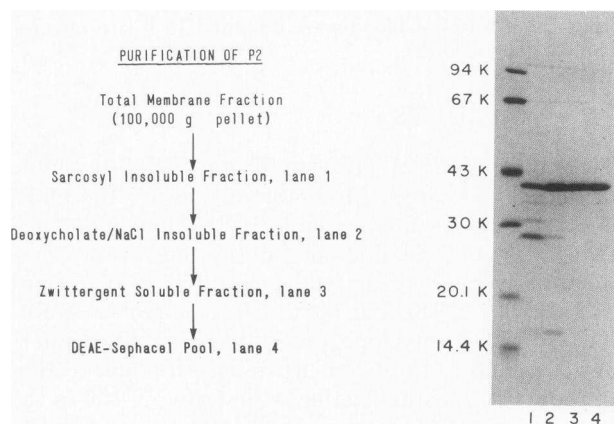 PURIFICATION OF P2
Total Membrane Fraction
(100,000 g pellet)
Sarcosyl Insoluble Fraction, lane 1
Deoxycholate/NaCl Insoluble Fraction, lane 2
Zwittergent Soluble Fraction, lane 3
DEAE-Sephacel Pool, lane 4
94 K
67 K
43 K
30 K
20.1 K
14.4 K
1 2 3 4